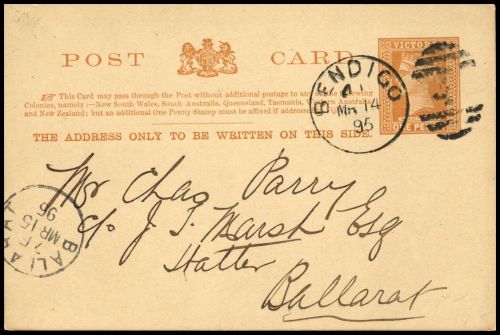 POST CARD
VICTORIA
This Card may pass through the Post without additional postage to any of the following
Colonies, namely:—New South Wales, South Australia, Queensland, Tasmania, Western Australia,
and New Zealand; but an additional One Penny Stamp must be affixed if addressed
THE ADDRESS ONLY TO BE WRITTEN ON THIS SIDE.
ONE PENNY
BENDIGO
MR 14
95
Mr Chas Parry
c/o J. J. Marsh Esq
Hatter
Ballarat
BALLARAT
MR 15
95